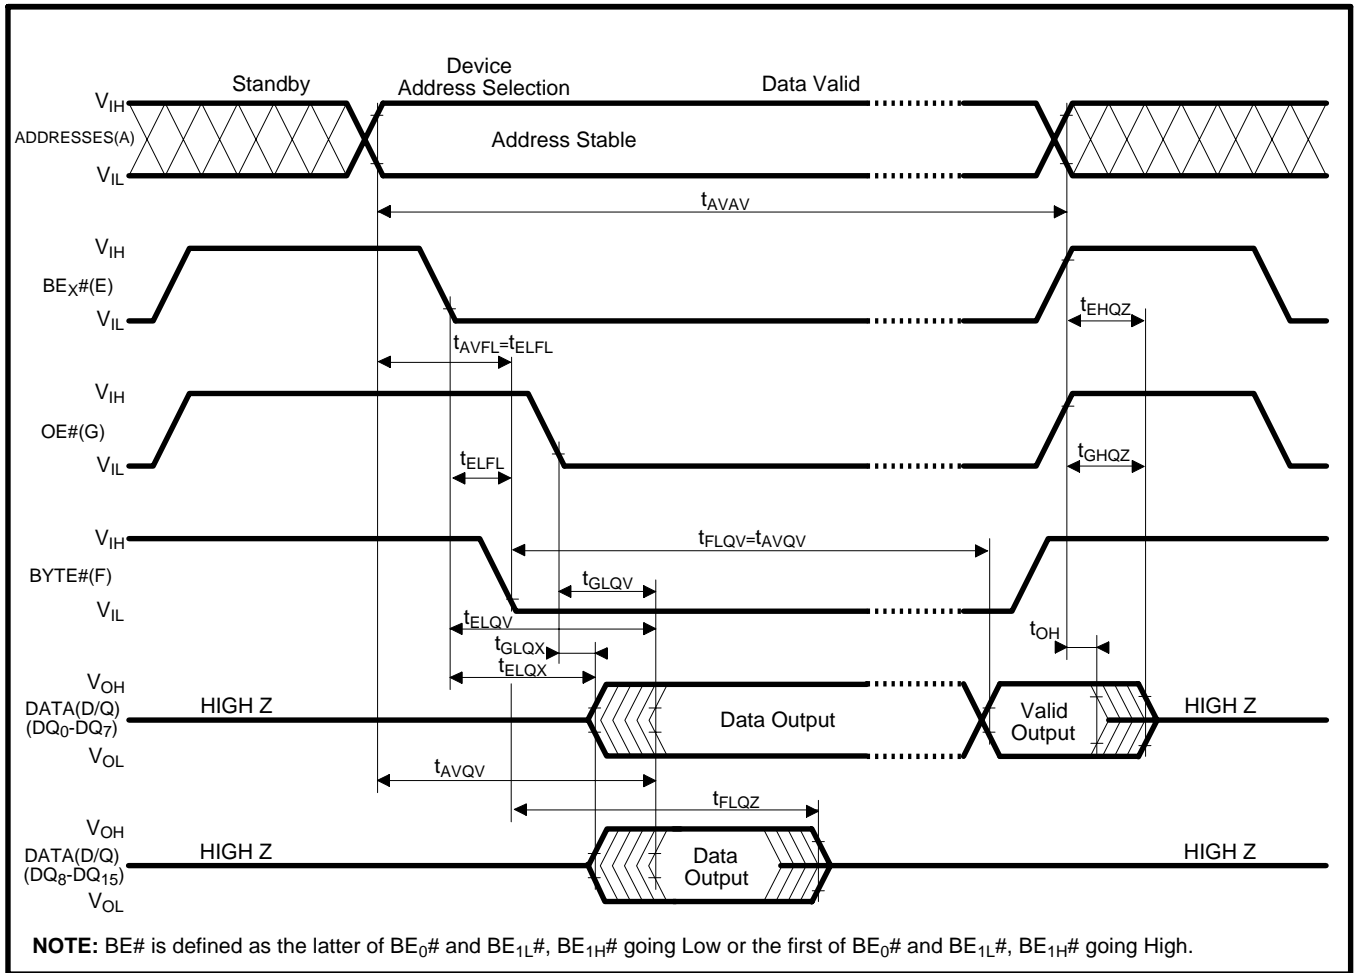 Standby
Device
Address Selection
Data Valid
VIH
ADDRESSES(A)
Address Stable
VIL
tAVAV
VIH
BEX#(E)
VIL
tEHQZ
tAVFL=tELFL
VIH
OE#(G)
VIL
tELFL
tGHQZ
VIH
tFLQV=tAVQV
BYTE#(F)
tGLQV
VIL
tELQV
tOH
tGLQX
tELQX
VOH
DATA(D/Q)
(DQ0-DQ7)
VOL
HIGH Z
Data Output
Valid
Output
HIGH Z
tAVQV
tFLQZ
VOH
DATA(D/Q)
(DQ8-DQ15)
VOL
HIGH Z
Data
Output
HIGH Z
NOTE: BE# is defined as the latter of BE0# and BE1L#, BE1H# going Low or the first of BE0# and BE1L#, BE1H# going High.